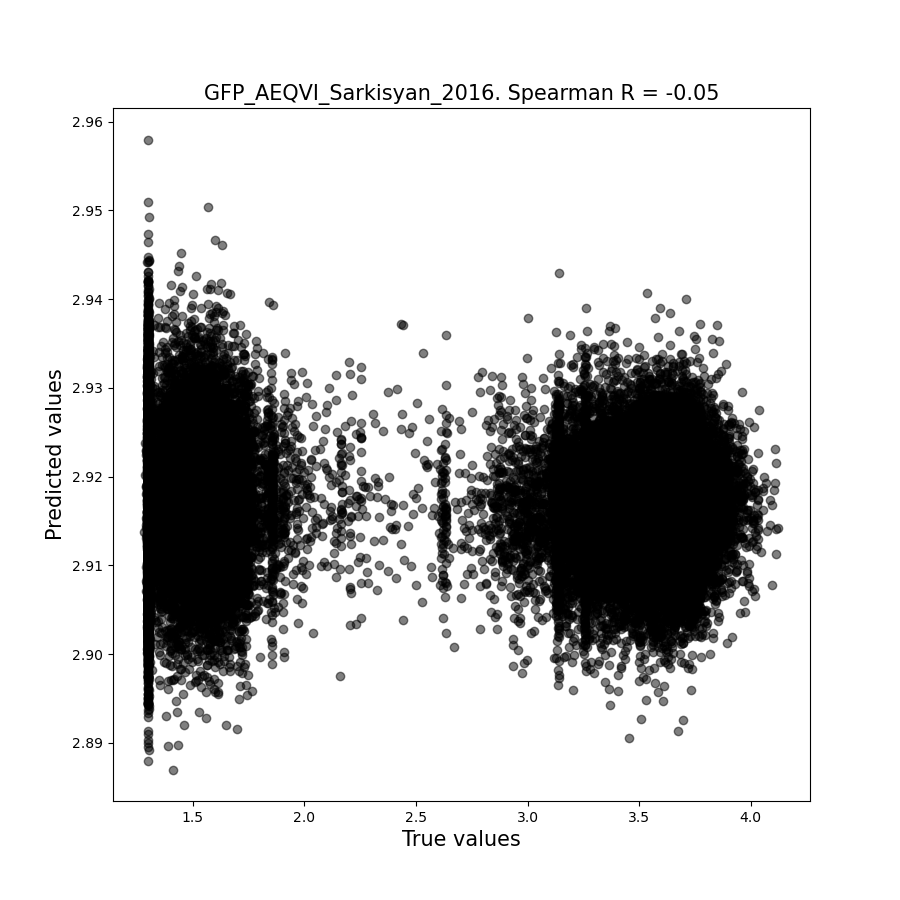 GFP_AEQVI_Sarkisyan_2016. Spearman R = -0.05
2.96
2.95
2.94
2.93
2.92
2.91
2.90
2.89
Predicted values
1.5 2.0 2.5 3.0 3.5 4.0
True values